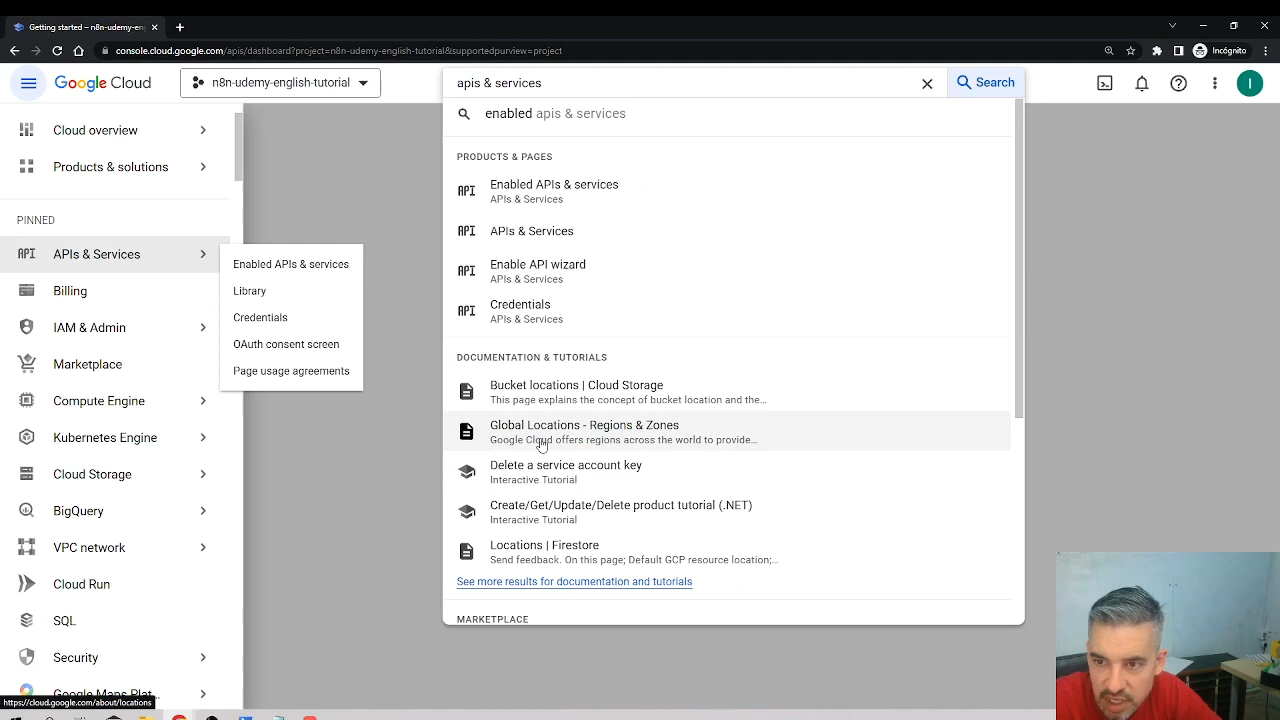 Getting started – n8n-udemy-en
console.cloud.google.com/apis/dashboard?project=n8n-udemy-english-tutorial&supportedpurview=project
Incógnito
Google Cloud
n8n-udemy-english-tutorial
apis & services
Search
I
enabled apis & services
PRODUCTS & PAGES
Enabled APIs & services
APIs & Services
API APIs & Services
Enable API wizard
APIs & Services
Credentials
APIs & Services
DOCUMENTATION & TUTORIALS
Bucket locations | Cloud Storage
This page explains the concept of bucket location and the...
Global Locations - Regions & Zones
Google Cloud offers regions across the world to provide...
Delete a service account key
Interactive Tutorial
Create/Get/Update/Delete product tutorial (.NET)
Interactive Tutorial
Locations | Firestore
Send feedback. On this page; Default GCP resource location;...
See more results for documentation and tutorials
MARKETPLACE
Cloud overview
Products & solutions
PINNED
API APIs & Services
Billing
IAM & Admin
Marketplace
Compute Engine
Kubernetes Engine
Cloud Storage
BigQuery
VPC network
Cloud Run
SQL
Security
Google Maps Plat...
Enabled APIs & services
Library
Credentials
OAuth consent screen
Page usage agreements
https://cloud.google.com/about/locations